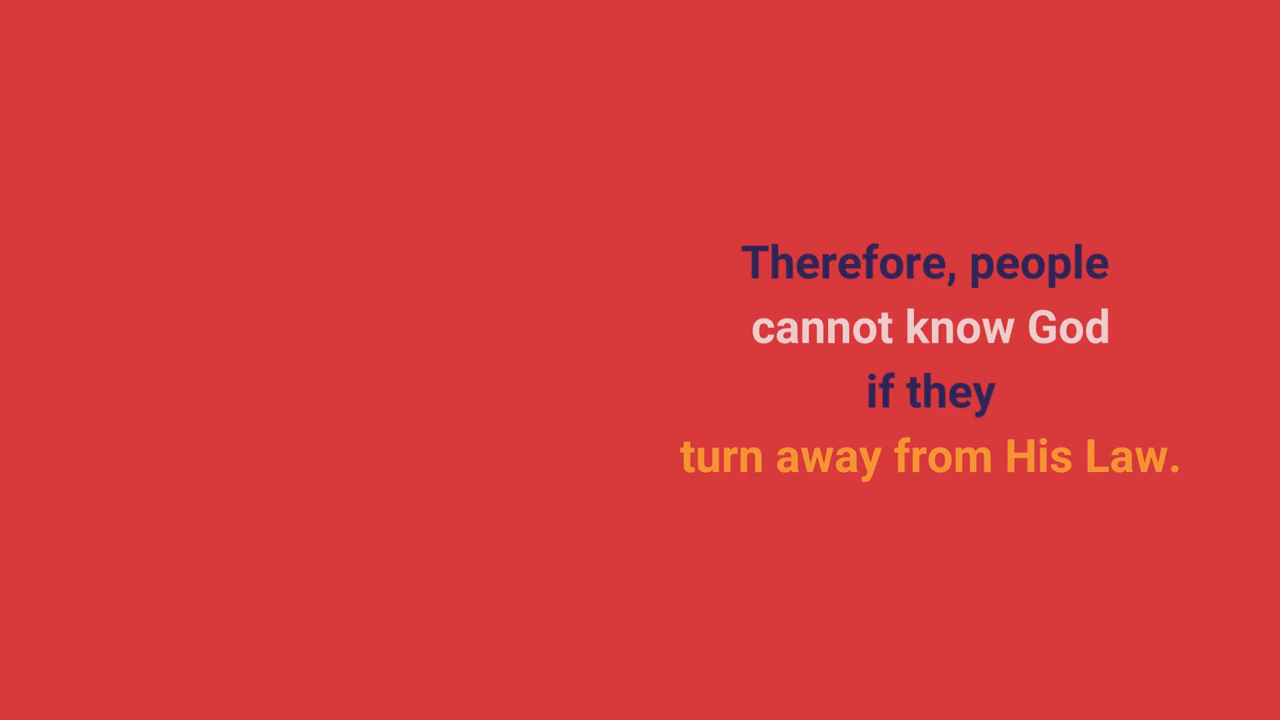 Therefore, people
cannot know God
if they
turn away from His Law.